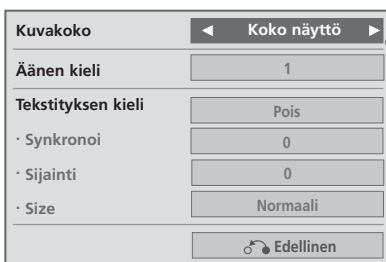 Kuvakoko ◄ Koko näyttö ►
Äänen kieli 1
Tekstityksen kieli Pois
· Synkronoi 0
· Sijainti 0
· Size Normaali
Edellinen